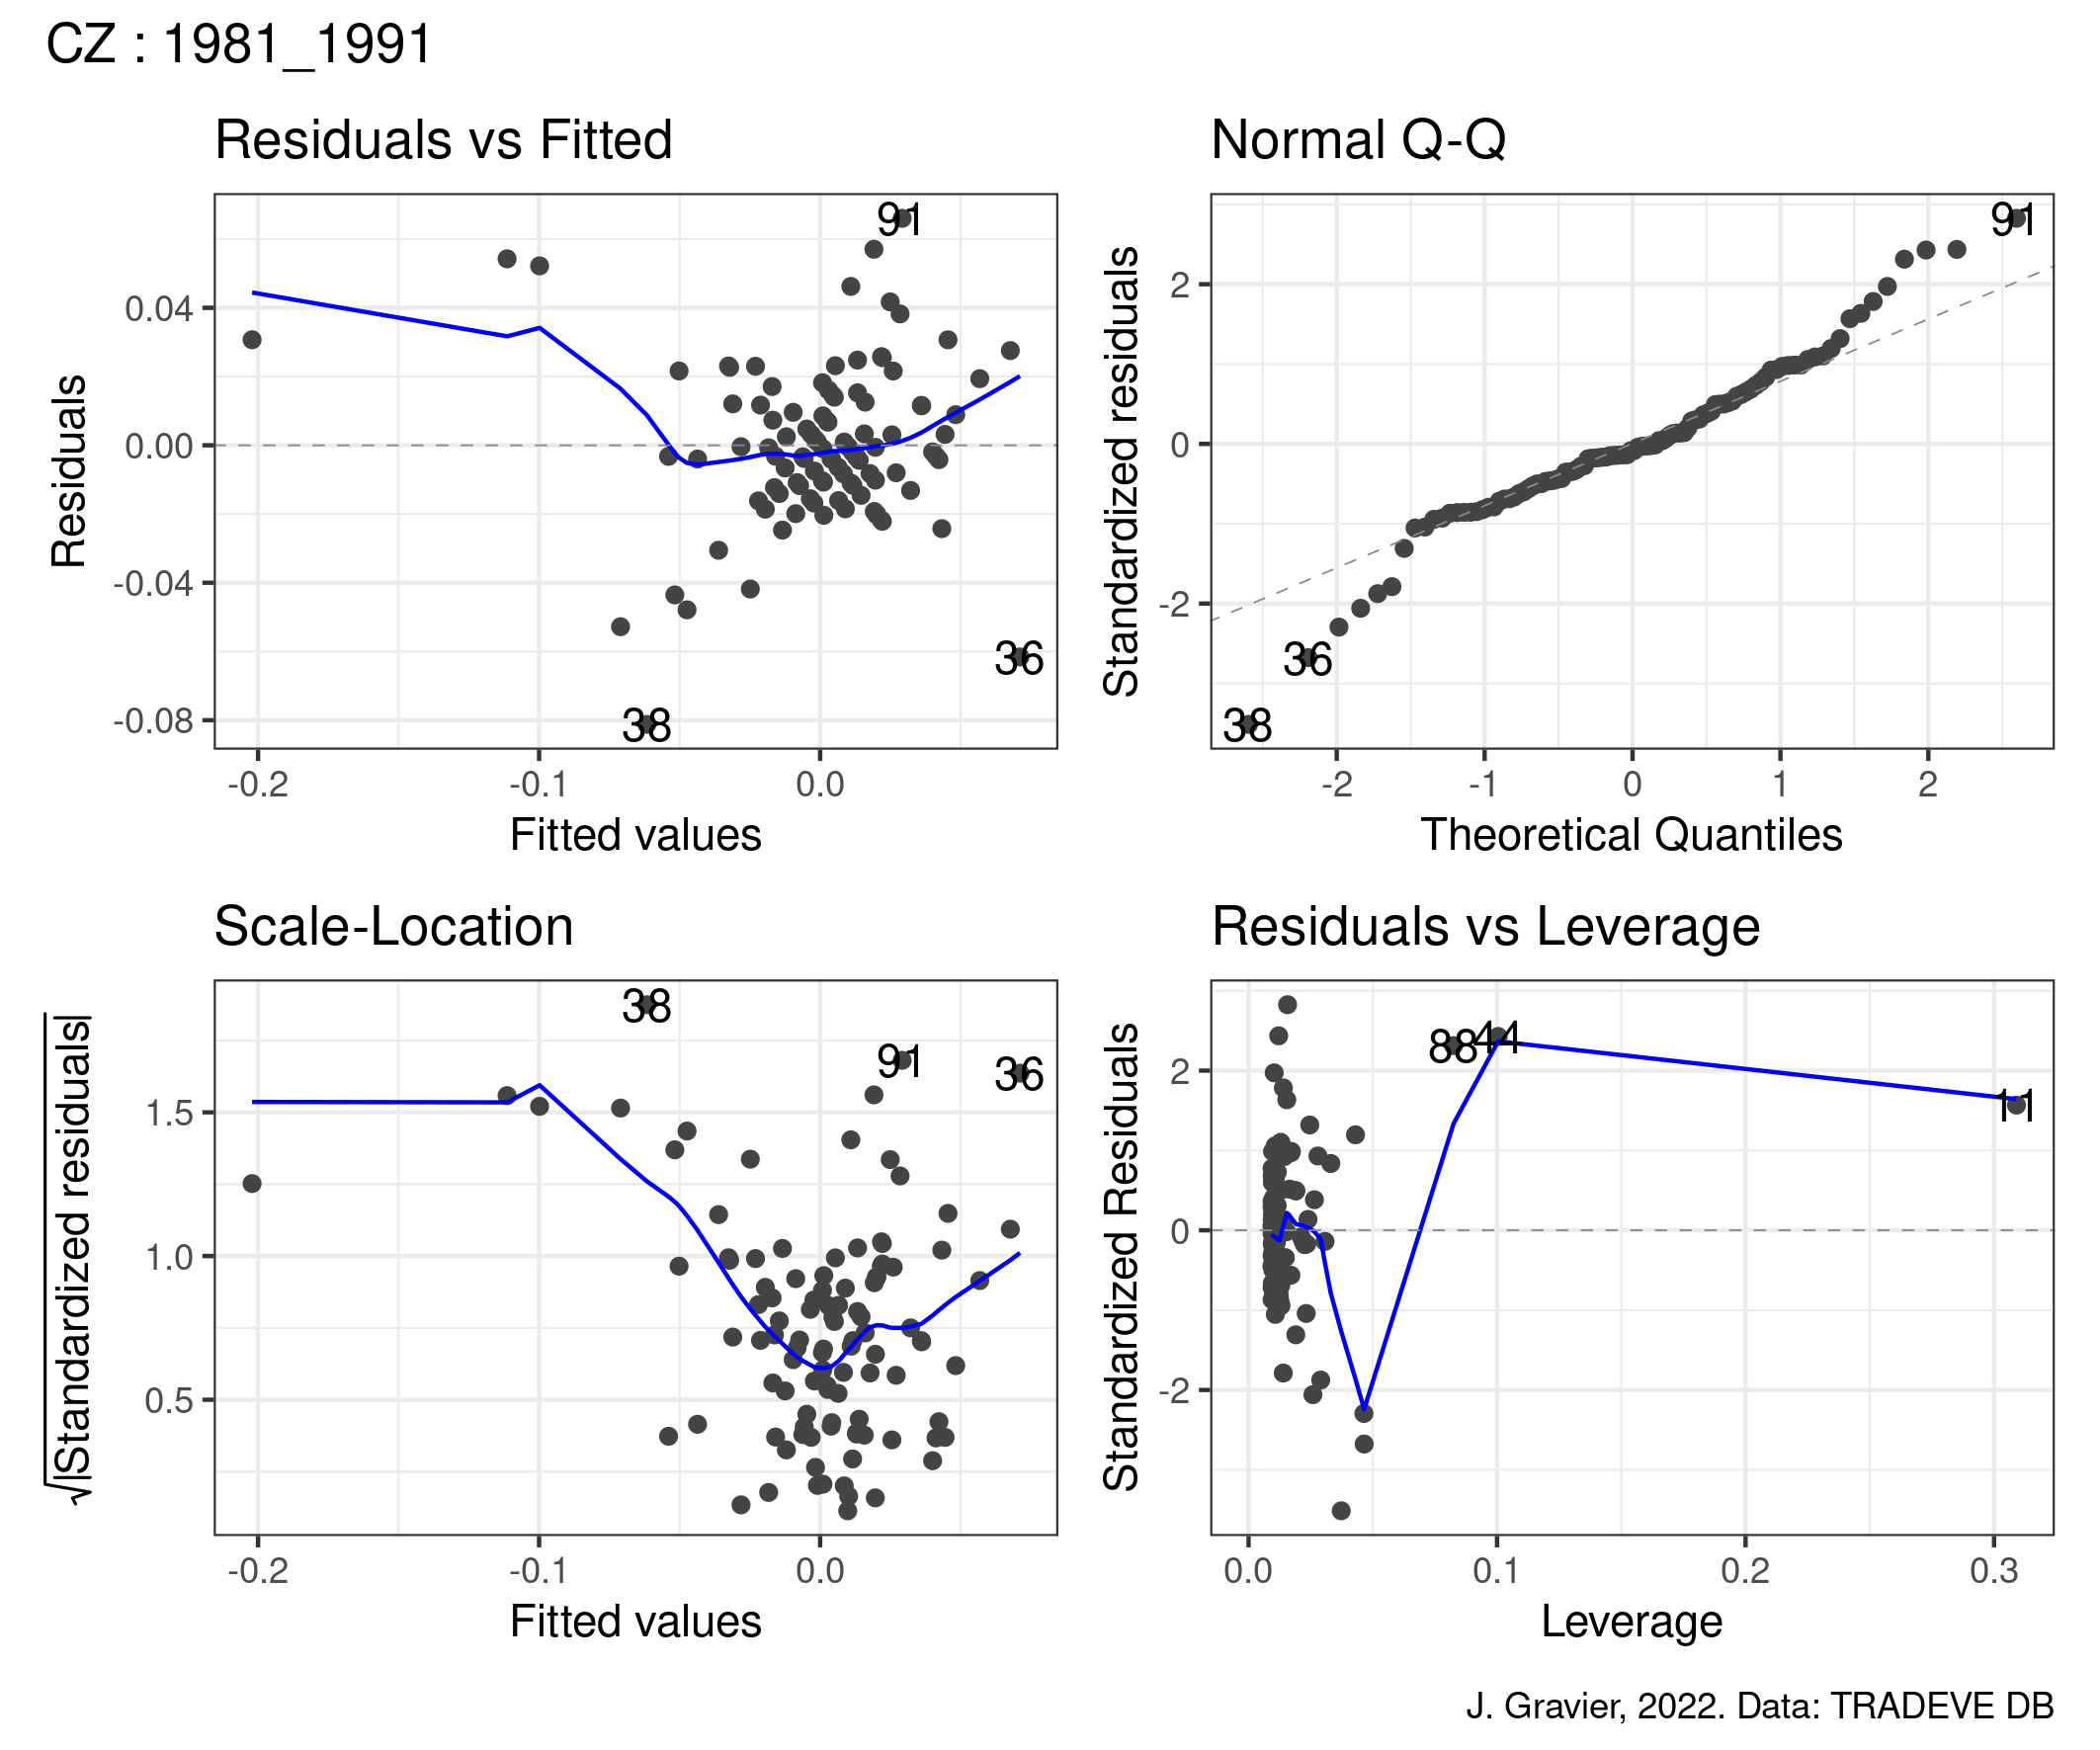 CZ : 1981_1991
Residuals vs Fitted
Residuals
0.04
0.00
-0.04
-0.08
91
36
38
-0.2
-0.1
0.0
Fitted values
Normal Q-Q
Standardized residuals
2
0
-2
91
36
38
-2
-1
0
1
2
Theoretical Quantiles
Scale-Location
√|Standardized residuals|
1.5
1.0
0.5
38
91
36
-0.2
-0.1
0.0
Fitted values
Residuals vs Leverage
Standardized Residuals
2
0
-2
88
44
11
0.0
0.1
0.2
0.3
Leverage
J. Gravier, 2022. Data: TRADEVE DB